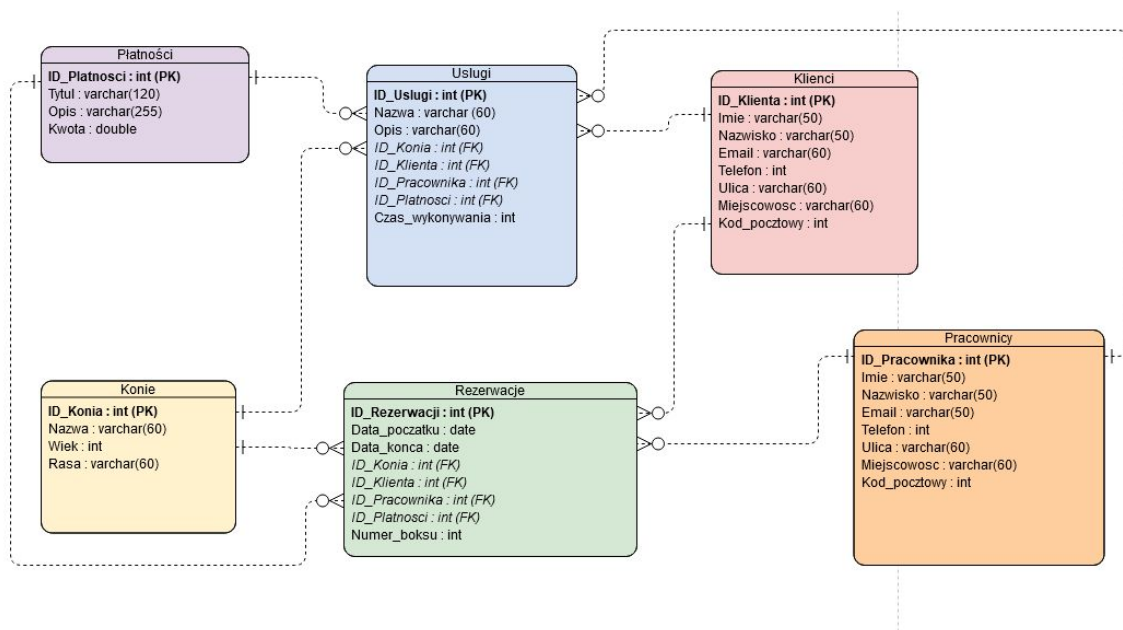 Płatności
ID_Platnosci : int (PK)
Tytul : varchar(120)
Opis : varchar(255)
Kwota : double
Uslugi
ID_Uslugi : int (PK)
Nazwa : varchar (60)
Opis : varchar(60)
ID_Konia : int (FK)
ID_Klienta : int (FK)
ID_Pracownika : int (FK)
ID_Platnosci : int (FK)
Czas_wykonywania : int
Klienci
ID_Klienta : int (PK)
Imie : varchar(50)
Nazwisko : varchar(50)
Email : varchar(60)
Telefon : int
Ulica : varchar(60)
Miejscowosc : varchar(60)
Kod_pocztowy : int
Konie
ID_Konia : int (PK)
Nazwa : varchar(60)
Wiek : int
Rasa : varchar(60)
Rezerwacje
ID_Rezerwacji : int (PK)
Data_poczatku : date
Data_konca : date
ID_Konia : int (FK)
ID_Klienta : int (FK)
ID_Pracownika : int (FK)
ID_Platnosci : int (FK)
Numer_boksu : int
Pracownicy
ID_Pracownika : int (PK)
Imie : varchar(50)
Nazwisko : varchar(50)
Email : varchar(50)
Telefon : int
Ulica : varchar(60)
Miejscowosc : varchar(60)
Kod_pocztowy : int